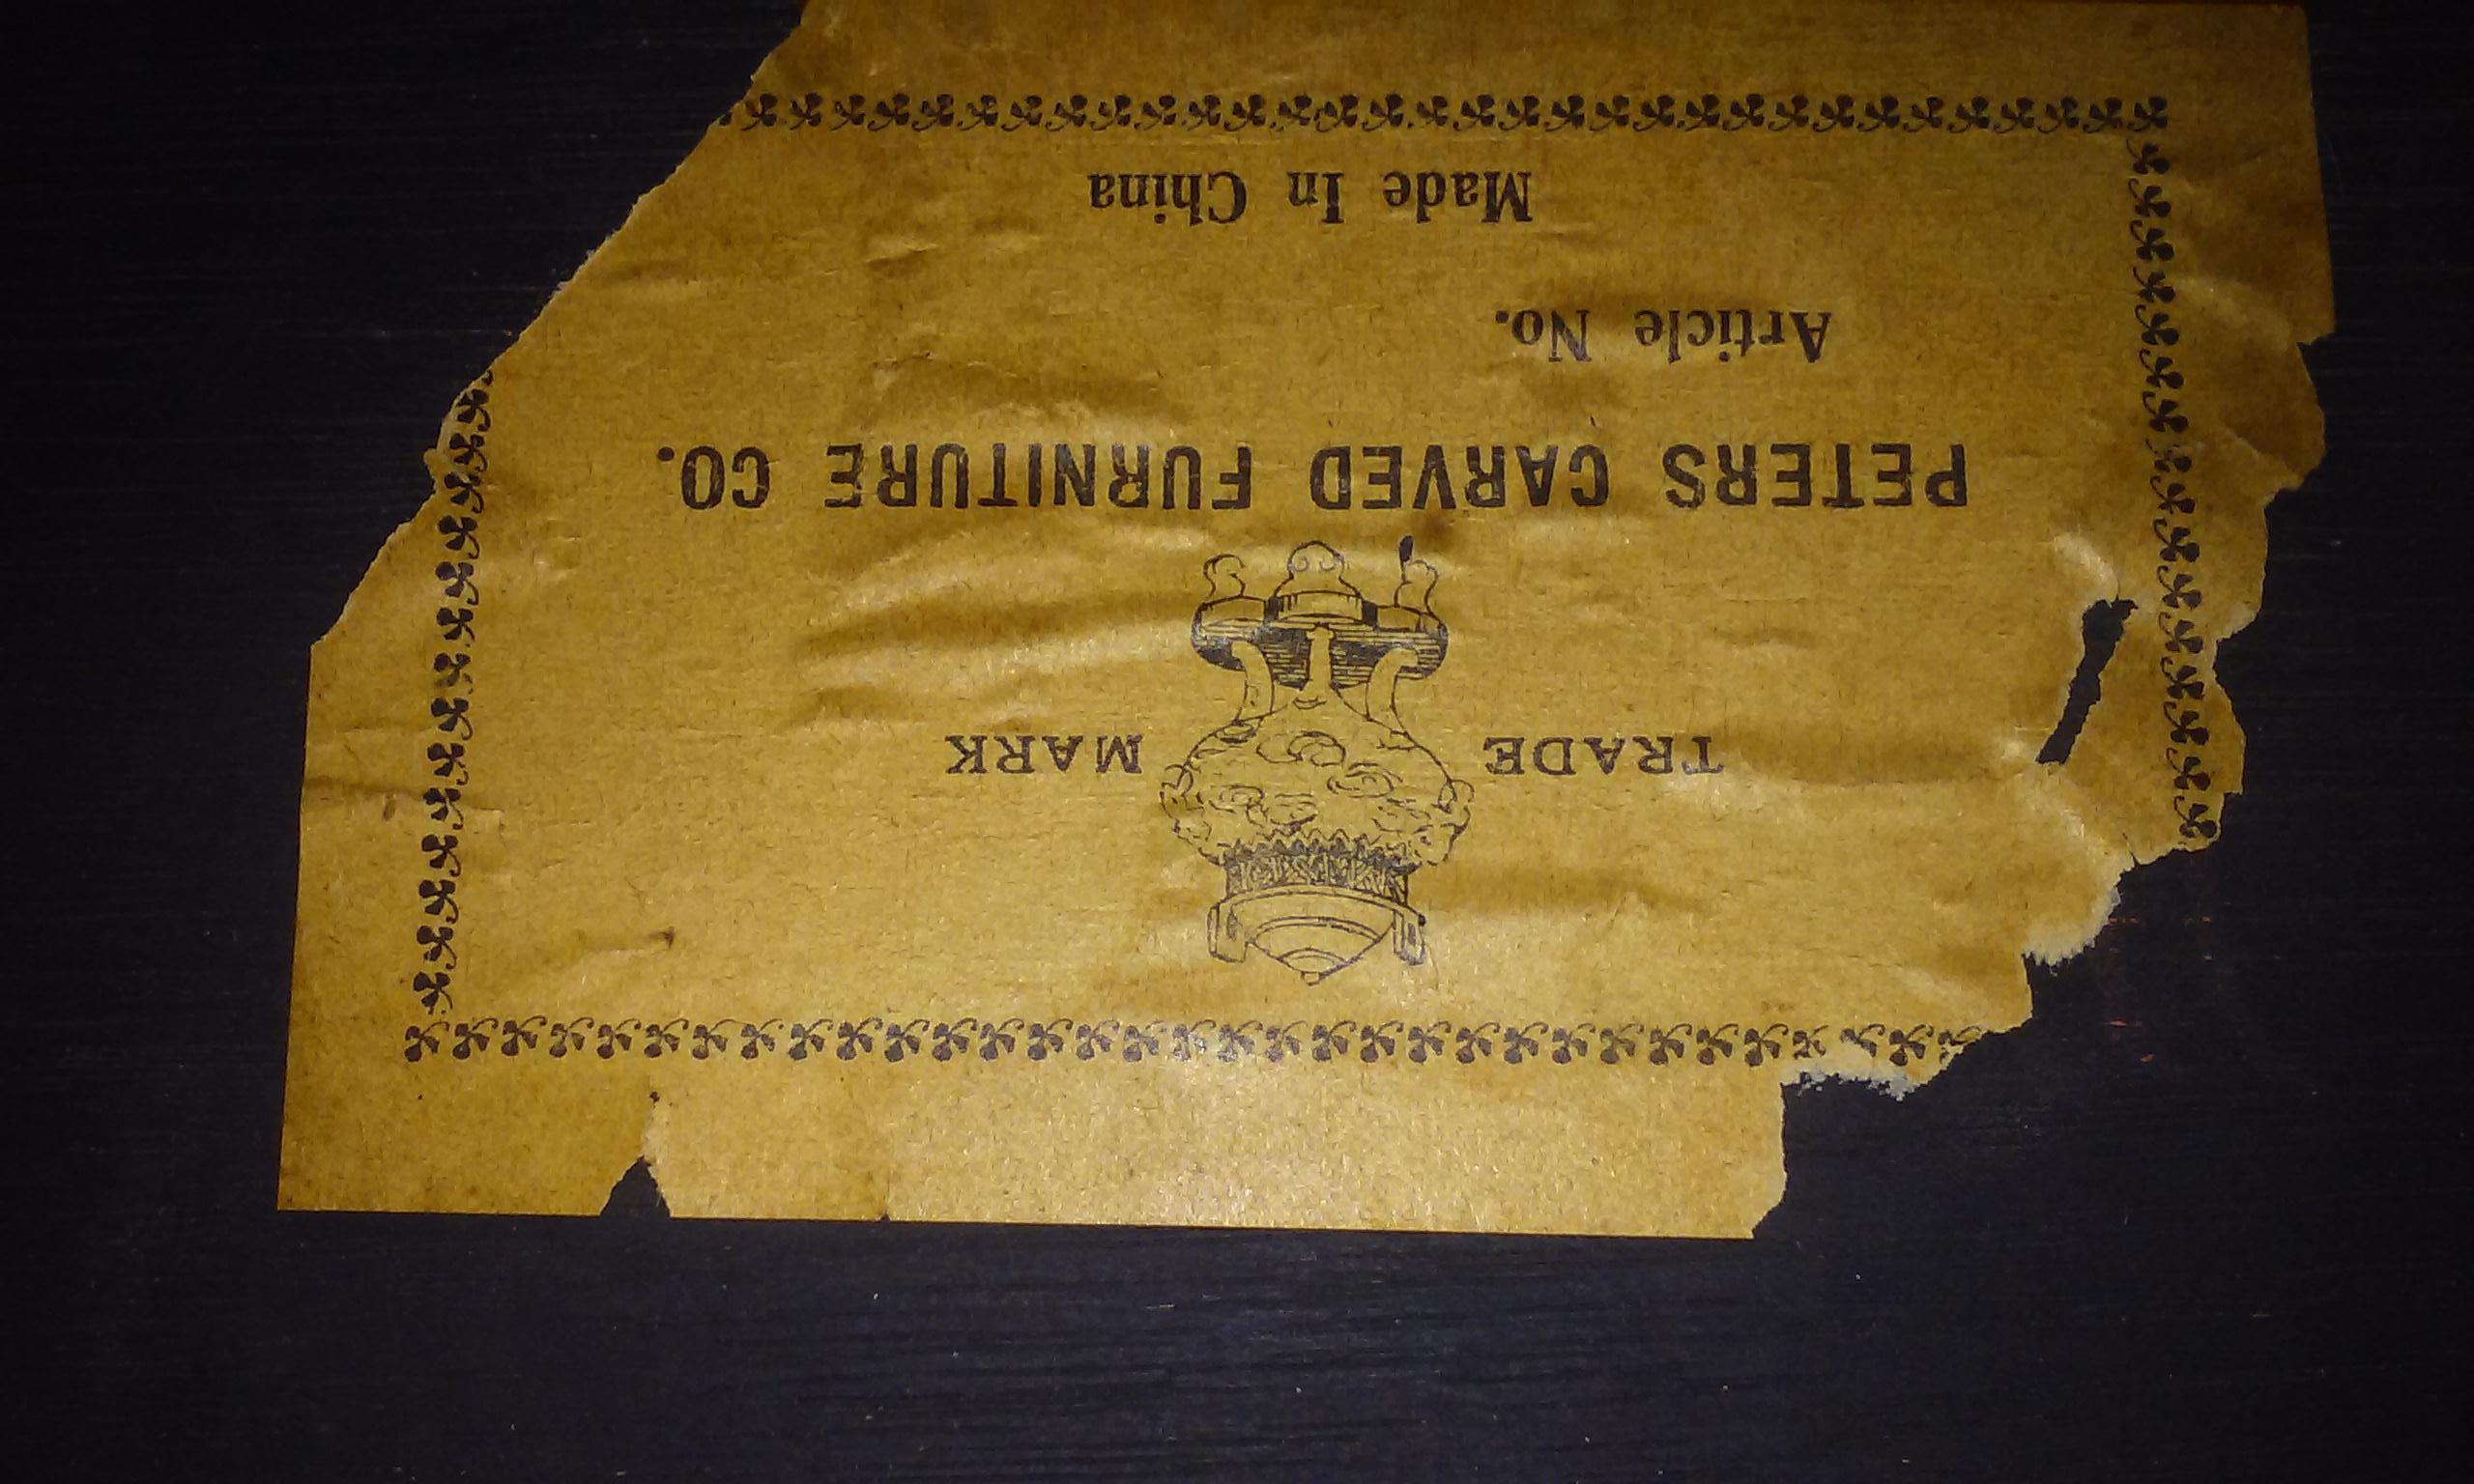 TRADE MARK
PETERS CARVED FURNITURE CO.
Article No.
Made In China